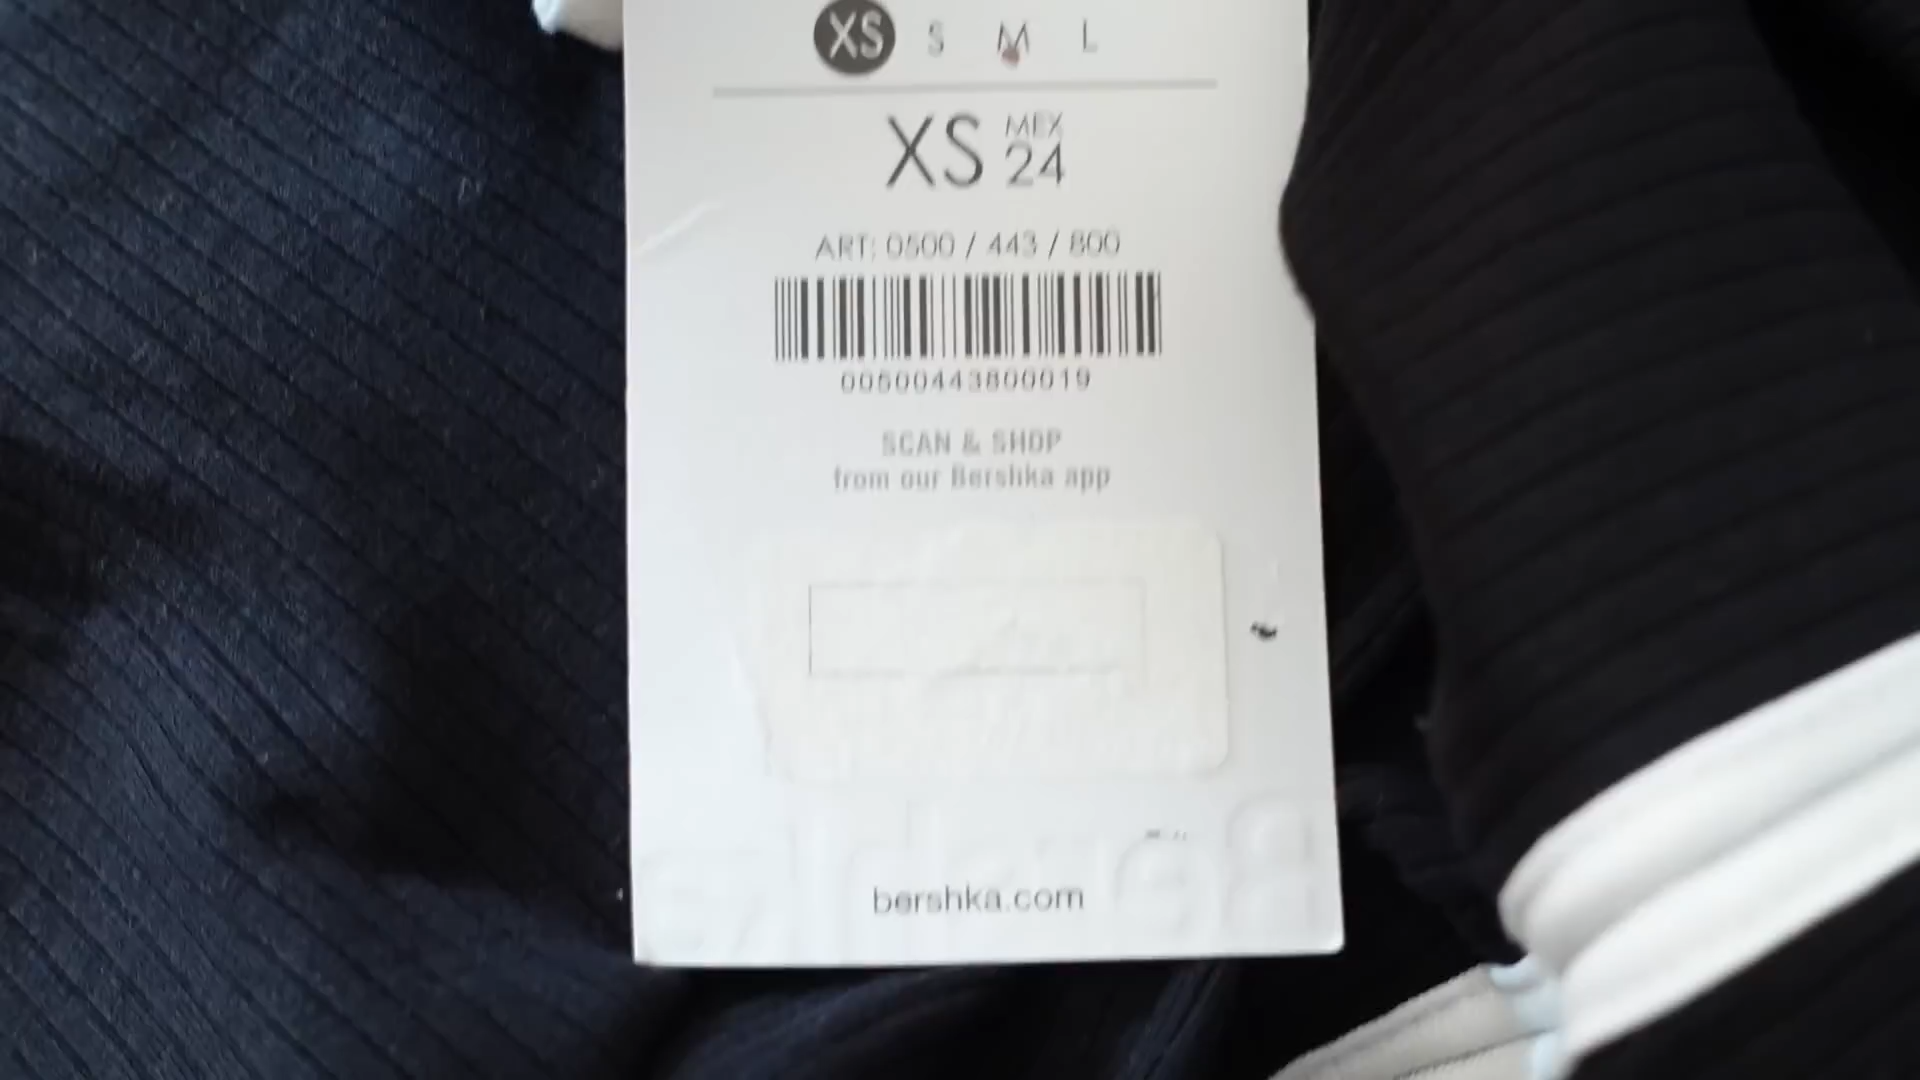 XS S M L
XS MEX 24
ART: 0500 / 443 / 800
00500443800019
SCAN & SHOP
from our Bershka app
bershka.com